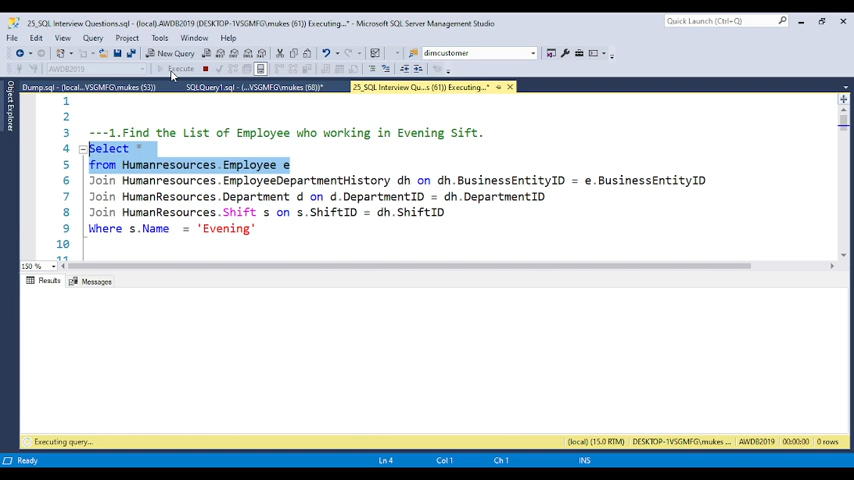 25_SQL Interview Questions.sql - (local).AWDB2019 (DESKTOP-1VSGMFG\mukes (61)) Executing...* - Microsoft SQL Server Management Studio
Quick Launch (Ctrl+Q)
File Edit View Query Project Tools Window Help
New Query
dimcustomer
AWDB2019
Execute
Dump.sql - (local...VSGMFG\mukes (53))
SQLQuery1.sql - (...VSGMFG\mukes (68))*
25_SQL Interview Qu...s (61)) Executing...*
Object Explorer
1
2
3 ---1.Find the List of Employee who working in Evening Sift.
4 Select *
5 from Humanresources.Employee e
6 Join HumanResources.EmployeeDepartmentHistory dh on dh.BusinessEntityID = e.BusinessEntityID
7 Join HumanResources.Department d on d.DepartmentID = dh.DepartmentID
8 Join HumanResources.Shift s on s.ShiftID = dh.ShiftID
9 Where s.Name = 'Evening'
10
11
150 %
Results Messages
Executing query...
(local) (15.0 RTM) DESKTOP-1VSGMFG\mukes ... AWDB2019 00:00:00 0 rows
Ready Ln 4 Col 1 Ch 1 INS